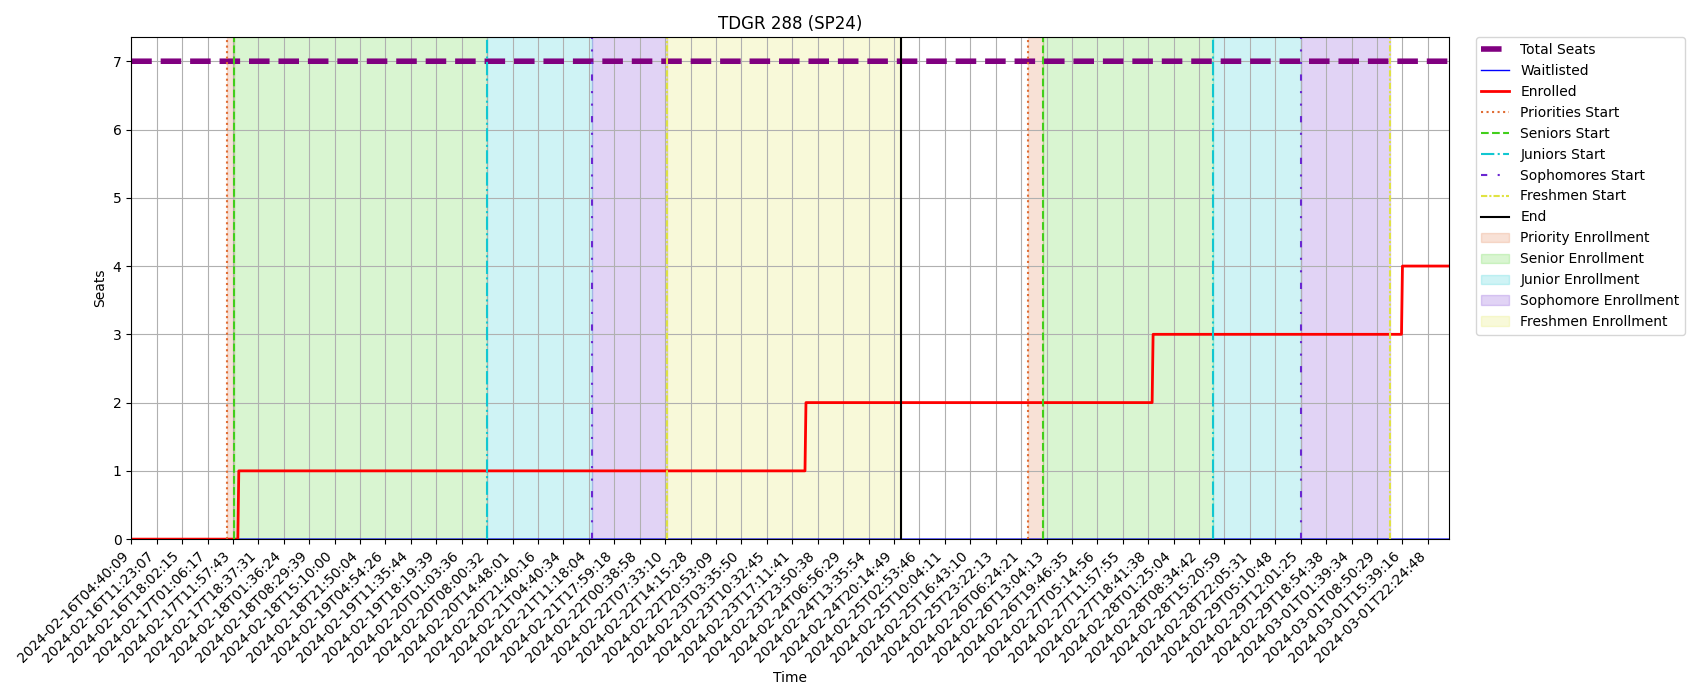 TDGR 288 (SP24)
Seats
7
6
5
4
3
2
1
0
2024-02-16T04:40:09
2024-02-16T11:23:07
2024-02-16T18:02:15
2024-02-17T01:06:17
2024-02-17T11:57:43
2024-02-17T18:37:31
2024-02-18T01:36:24
2024-02-18T08:29:39
2024-02-18T15:10:00
2024-02-18T21:50:04
2024-02-19T04:54:26
2024-02-19T11:35:44
2024-02-19T18:19:39
2024-02-20T01:03:36
2024-02-20T08:00:32
2024-02-20T14:48:01
2024-02-20T21:40:16
2024-02-21T04:40:34
2024-02-21T11:18:04
2024-02-21T17:59:18
2024-02-22T00:38:58
2024-02-22T07:33:10
2024-02-22T14:15:28
2024-02-22T20:53:09
2024-02-23T03:35:50
2024-02-23T10:32:45
2024-02-23T17:11:41
2024-02-23T23:50:38
2024-02-24T06:56:29
2024-02-24T13:35:54
2024-02-24T20:14:49
2024-02-25T02:53:46
2024-02-25T10:04:11
2024-02-25T16:43:10
2024-02-25T23:22:13
2024-02-26T06:24:21
2024-02-26T13:04:13
2024-02-26T19:46:35
2024-02-27T05:14:56
2024-02-27T11:57:55
2024-02-27T18:41:38
2024-02-28T01:25:04
2024-02-28T08:34:42
2024-02-28T15:20:59
2024-02-28T22:05:31
2024-02-29T05:10:48
2024-02-29T12:01:25
2024-02-29T18:54:38
2024-03-01T01:39:34
2024-03-01T08:50:29
2024-03-01T15:39:16
2024-03-01T22:24:48
Time
Total Seats
Waitlisted
Enrolled
Priorities Start
Seniors Start
Juniors Start
Sophomores Start
Freshmen Start
End
Priority Enrollment
Senior Enrollment
Junior Enrollment
Sophomore Enrollment
Freshmen Enrollment